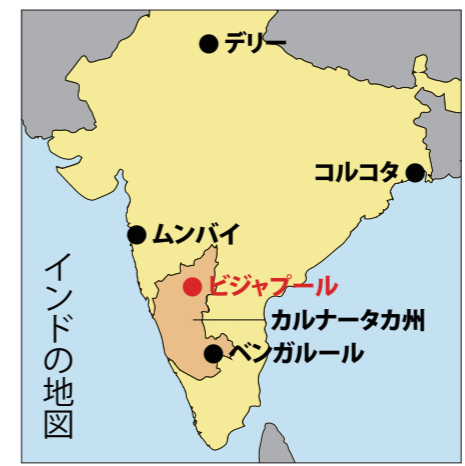 デリー
コルコタ
ムンバイ
ビジャプール
カルナータカ州
ベンガルール
インドの地図